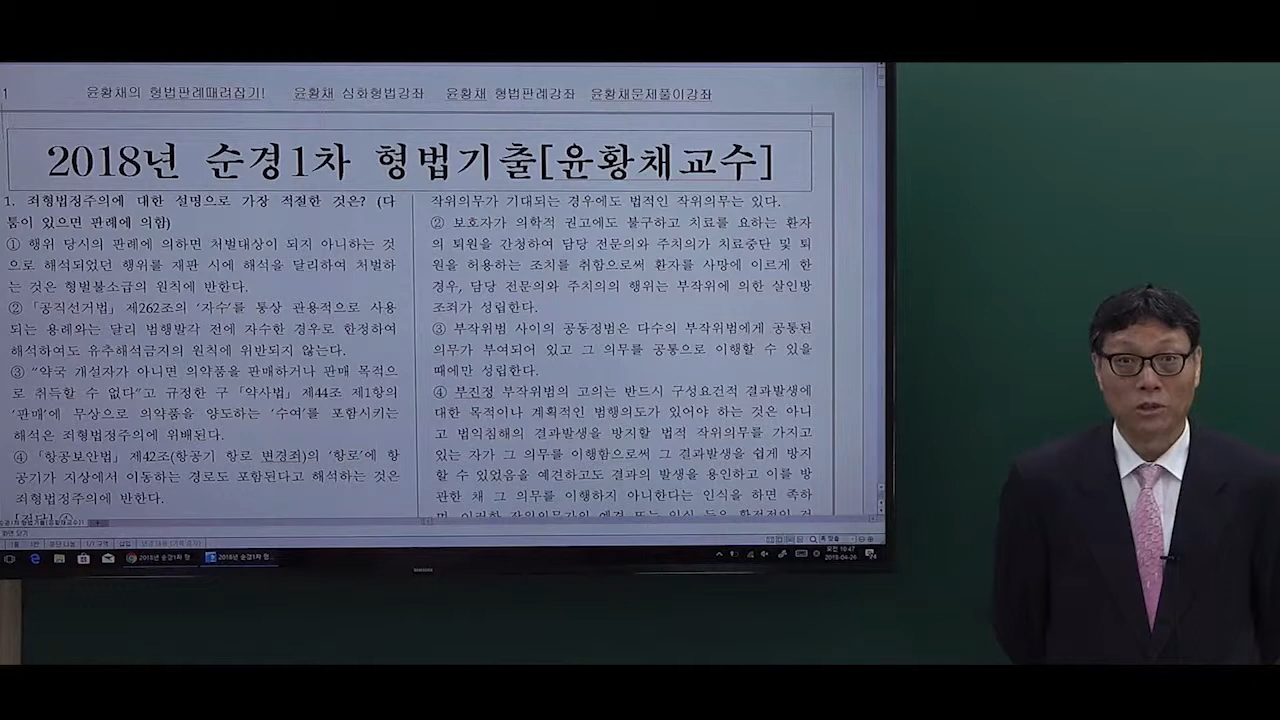 1
윤황채의 형법판례때려잡기! 윤황채 심화형법강좌 윤황채 형법판례강좌 윤황채문제풀이강좌
2018년 순경1차 형법기출[윤황채교수]
1. 죄형법정주의에 대한 설명으로 가장 적절한 것은? (다
툼이 있으면 판례에 의함)
① 행위 당시의 판례에 의하면 처벌대상이 되지 아니하는 것
으로 해석되었던 행위를 재판 시에 해석을 달리하여 처벌하
는 것은 형벌불소급의 원칙에 반한다.
② 「공직선거법」 제262조의 '자수'를 통상 관용적으로 사용
되는 용례와는 달리 범행발각 전에 자수한 경우로 한정하여
해석하여도 유추해석금지의 원칙에 위반되지 않는다.
③ "약국 개설자가 아니면 의약품을 판매하거나 판매 목적으
로 취득할 수 없다"고 규정한 구 「약사법」 제44조 제1항의
'판매'에 무상으로 의약품을 양도하는 '수여'를 포함시키는
해석은 죄형법정주의에 위배된다.
④ 「항공보안법」 제42조(항공기 항로 변경죄)의 '항로'에 항
공기가 지상에서 이동하는 경로도 포함된다고 해석하는 것은
죄형법정주의에 반한다.
[정답] ④
작위의무가 기대되는 경우에도 법적인 작위의무는 있다.
② 보호자가 의학적 권고에도 불구하고 치료를 요하는 환자
의 퇴원을 간청하여 담당 전문의와 주치의가 치료중단 및 퇴
원을 허용하는 조치를 취함으로써 환자를 사망에 이르게 한
경우, 담당 전문의와 주치의의 행위는 부작위에 의한 살인방
조죄가 성립한다.
③ 부작위범 사이의 공동정범은 다수의 부작위범에게 공통된
의무가 부여되어 있고 그 의무를 공통으로 이행할 수 있을
때에만 성립한다.
④ 부진정 부작위범의 고의는 반드시 구성요건적 결과발생에
대한 목적이나 계획적인 범행의도가 있어야 하는 것은 아니
고 법익침해의 결과발생을 방지할 법적 작위의무를 가지고
있는 자가 그 의무를 이행함으로써 그 결과발생을 쉽게 방지
할 수 있었음을 예견하고도 결과의 발생을 용인하고 이를 방
관한 채 그 의무를 이행하지 아니한다는 인식을 하면 족하
2018년 순경1차 형 2018년 순경1차 형...
오전 10:47
2018-04-26
SAMSUNG